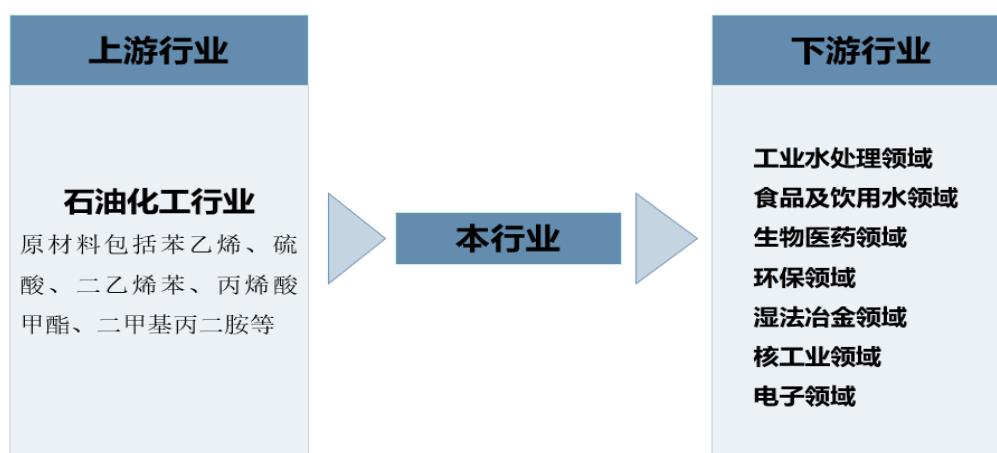 上游行业
石油化工行业
原材料包括苯乙烯、硫
酸、二乙烯苯、丙烯酸
甲酯、二甲基丙二胺等
本行业
下游行业
工业水处理领域
食品及饮用水领域
生物医药领域
环保领域
湿法冶金领域
核工业领域
电子领域